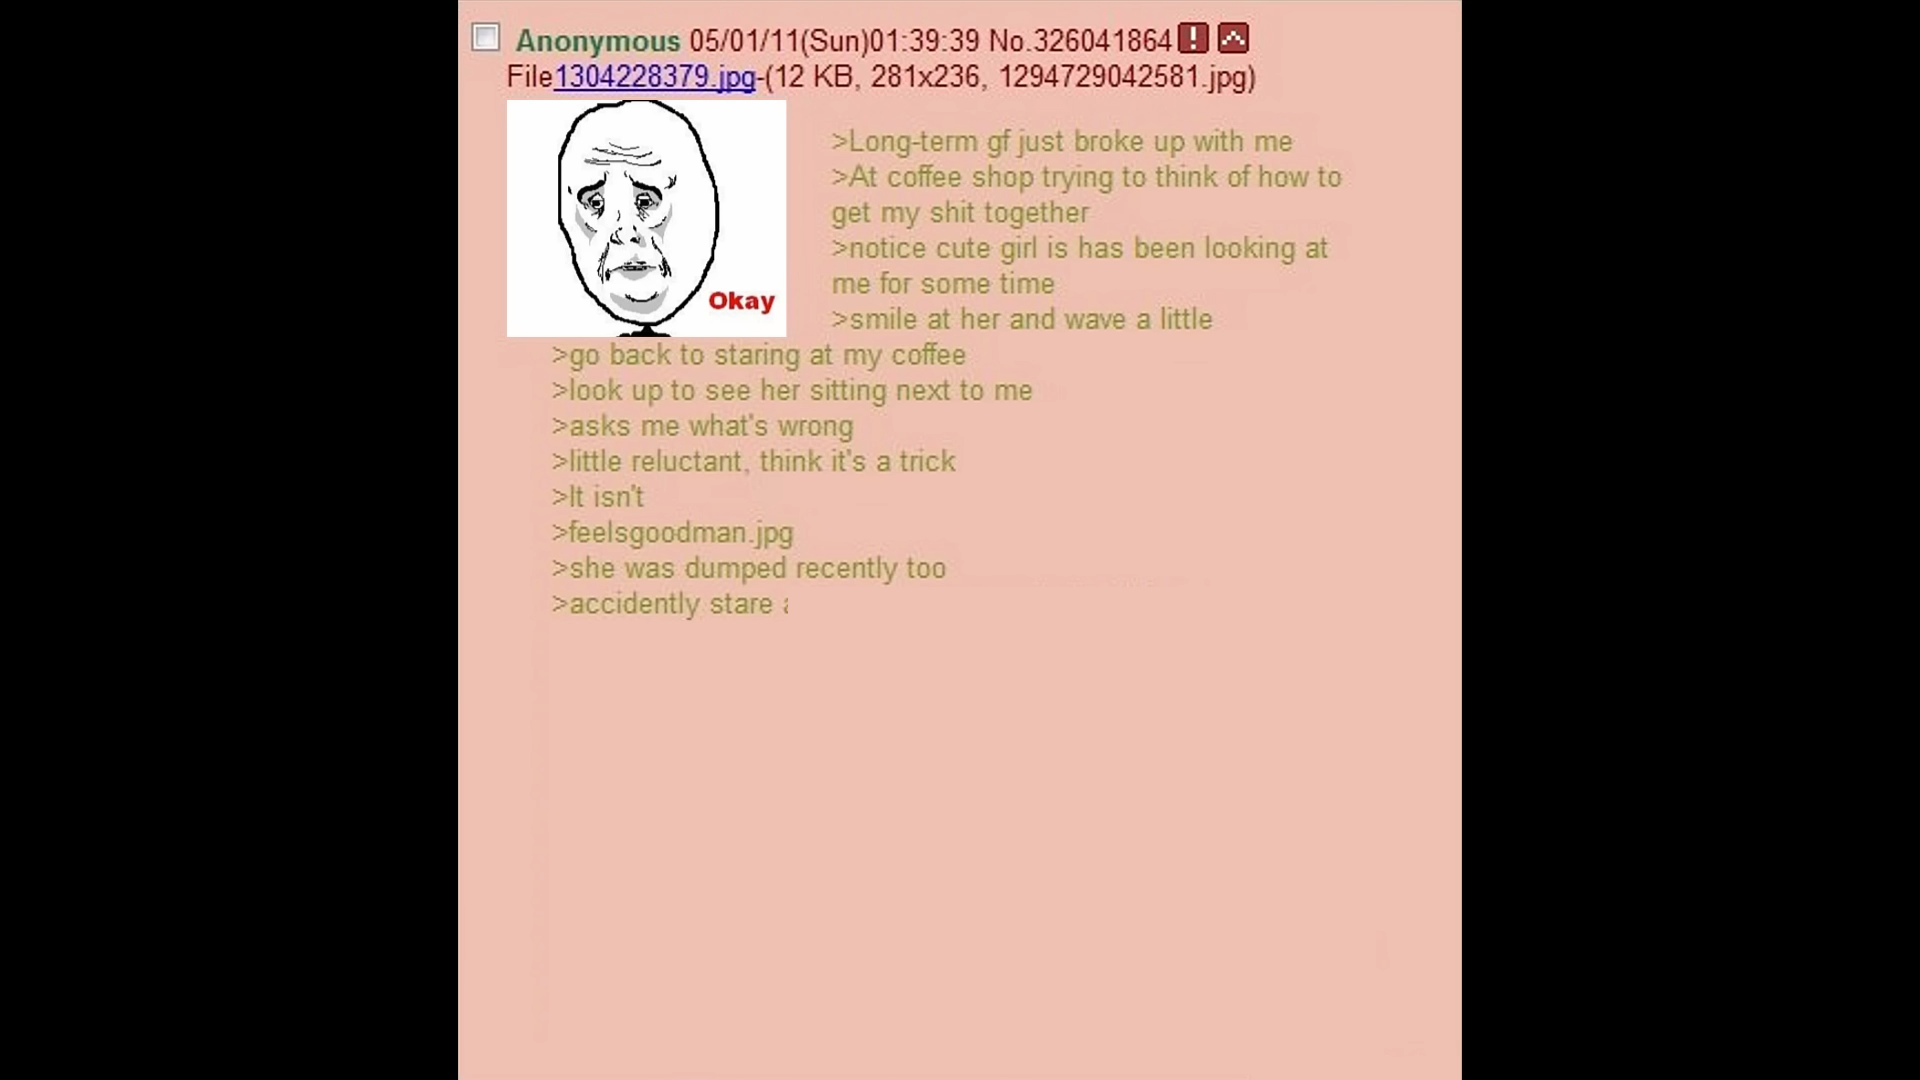 Anonymous 05/01/11(Sun)01:39:39 No.326041864
File1304228379.jpg-(12 KB, 281x236, 1294729042581.jpg)
Okay
>Long-term gf just broke up with me
>At coffee shop trying to think of how to
get my shit together
>notice cute girl is has been looking at
me for some time
>smile at her and wave a little
>go back to staring at my coffee
>look up to see her sitting next to me
>asks me what's wrong
>little reluctant, think it's a trick
>It isn't
>feelsgoodman.jpg
>she was dumped recently too
>accidently stare